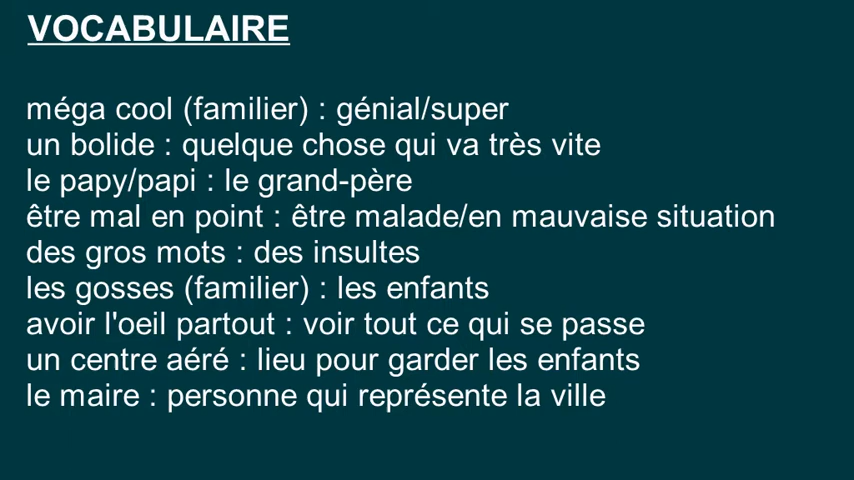 VOCABULAIRE
méga cool (familier) : génial/super
un bolide : quelque chose qui va très vite
le papy/papi : le grand-père
être mal en point : être malade/en mauvaise situation
des gros mots : des insultes
les gosses (familier) : les enfants
avoir l'oeil partout : voir tout ce qui se passe
un centre aéré : lieu pour garder les enfants
le maire : personne qui représente la ville